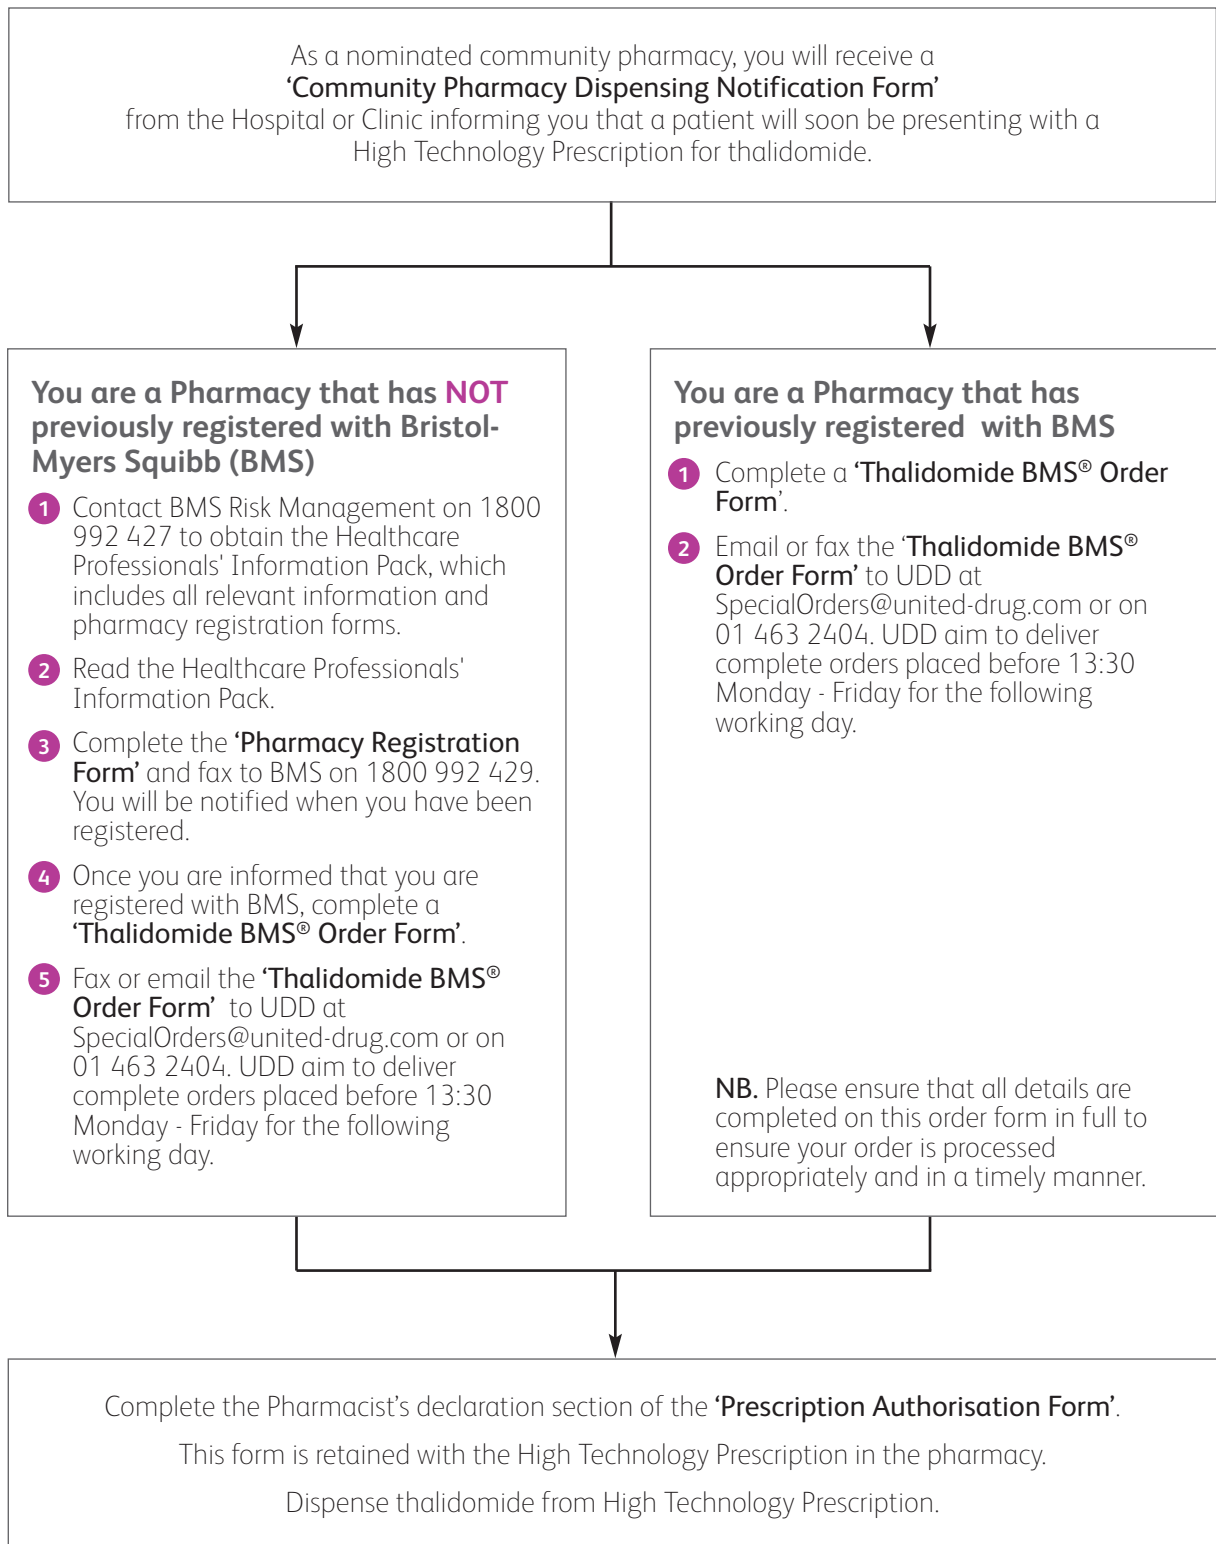 As a nominated community pharmacy, you will receive a
‘Community Pharmacy Dispensing Notification Form’
from the Hospital or Clinic informing you that a patient will soon be presenting with a
High Technology Prescription for thalidomide.
You are a Pharmacy that has NOT
previously registered with Bristol-
Myers Squibb (BMS)
1 Contact BMS Risk Management on 1800
992 427 to obtain the Healthcare
Professionals' Information Pack, which
includes all relevant information and
pharmacy registration forms.
2 Read the Healthcare Professionals'
Information Pack.
3 Complete the ‘Pharmacy Registration
Form’ and fax to BMS on 1800 992 429.
You will be notified when you have been
registered.
4 Once you are informed that you are
registered with BMS, complete a
‘Thalidomide BMS® Order Form’.
5 Fax or email the ‘Thalidomide BMS®
Order Form’ to UDD at
SpecialOrders@united-drug.com or on
01 463 2404. UDD aim to deliver
complete orders placed before 13:30
Monday - Friday for the following
working day.
You are a Pharmacy that has
previously registered with BMS
1 Complete a ‘Thalidomide BMS® Order
Form’.
2 Email or fax the ‘Thalidomide BMS®
Order Form’ to UDD at
SpecialOrders@united-drug.com or on
01 463 2404. UDD aim to deliver
complete orders placed before 13:30
Monday - Friday for the following
working day.
NB. Please ensure that all details are
completed on this order form in full to
ensure your order is processed
appropriately and in a timely manner.
Complete the Pharmacist’s declaration section of the ‘Prescription Authorisation Form’.
This form is retained with the High Technology Prescription in the pharmacy.
Dispense thalidomide from High Technology Prescription.